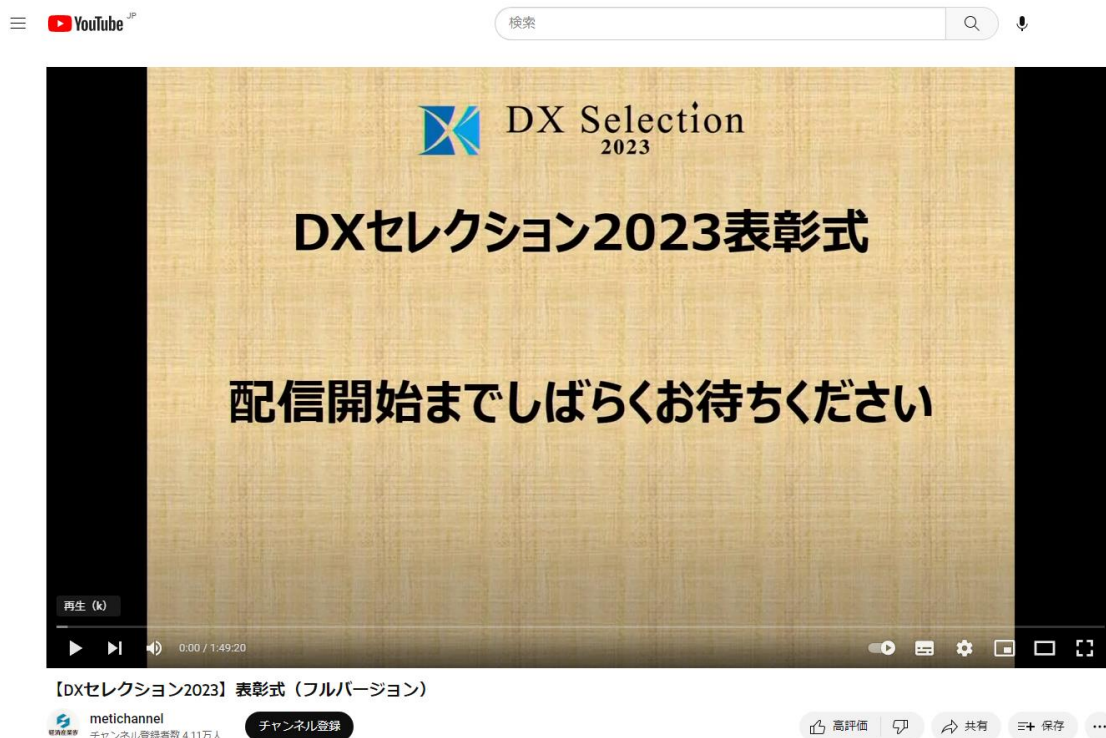 YouTube JP
検索
DX Selection
2023
DXセレクション2023表彰式
配信開始までしばらくお待ちください
再生（k）
0:00 / 1:49:20
【DXセレクション2023】表彰式（フルバージョン）
経済産業省
metichannel
チャンネル登録者数 4.11万人
チャンネル登録
高評価
共有
保存